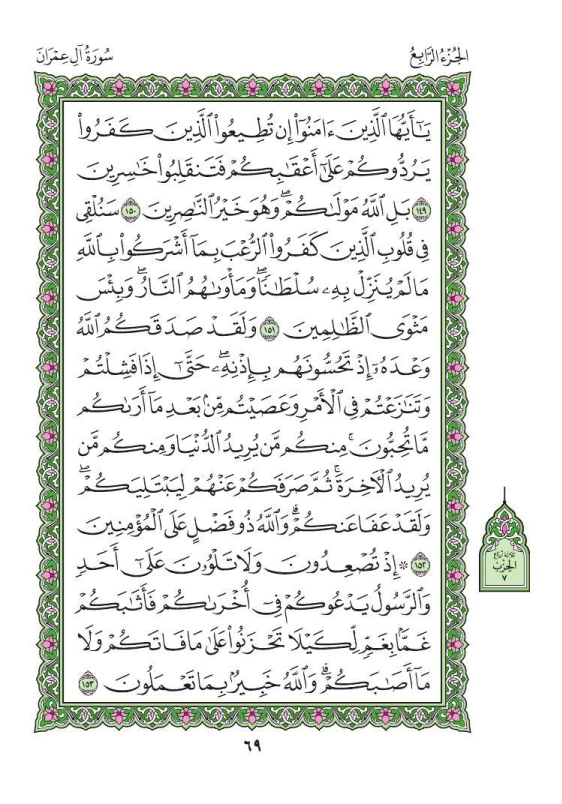 الجُزْءُ الرَّابِعُ
سُورَةُ آلِ عِمْرَانَ
يَـٰٓأَيُّهَا ٱلَّذِينَ ءَامَنُوٓا۟ إِن تُطِيعُوا۟ ٱلَّذِينَ كَفَرُوا۟
يَرُدُّوكُمْ عَلَىٰٓ أَعْقَـٰبِكُمْ فَتَنقَلِبُوا۟ خَـٰسِرِينَ
١٤٩ بَلِ ٱللَّهُ مَوْلَىٰكُمْ ۖ وَهُوَ خَيْرُ ٱلنَّـٰصِرِينَ ١٥٠ سَنُلْقِى
فِى قُلُوبِ ٱلَّذِينَ كَفَرُوا۟ ٱلرُّعْبَ بِمَآ أَشْرَكُوا۟ بِٱللَّهِ
مَا لَمْ يُنَزِّلْ بِهِۦ سُلْطَـٰنًا ۖ وَمَأْوَىٰهُمُ ٱلنَّارُ ۚ وَبِئْسَ
مَثْوَى ٱلظَّـٰلِمِينَ ١٥١ وَلَقَدْ صَدَقَكُمُ ٱللَّهُ
وَعْدَهُۥٓ إِذْ تَحُسُّونَهُم بِإِذْنِهِۦ ۖ حَتَّىٰٓ إِذَا فَشِلْتُمْ
وَتَنَـٰزَعْتُمْ فِى ٱلْأَمْرِ وَعَصَيْتُم مِّنۢ بَعْدِ مَآ أَرَىٰكُم
مَّا تُحِبُّونَ ۚ مِنكُم مَّن يُرِيدُ ٱلدُّنْيَا وَمِنكُم مَّن
يُرِيدُ ٱلْـَٔاخِرَةَ ۚ ثُمَّ صَرَفَكُمْ عَنْهُمْ لِيَبْتَلِيَكُمْ ۖ
وَلَقَدْ عَفَا عَنكُمْ ۗ وَٱللَّهُ ذُو فَضْلٍ عَلَى ٱلْمُؤْمِنِينَ
١٥٢ ۞ إِذْ تُصْعِدُونَ وَلَا تَلْوُۥنَ عَلَىٰٓ أَحَدٍ
وَٱلرَّسُولُ يَدْعُوكُمْ فِىٓ أُخْرَىٰكُمْ فَأَثَـٰبَكُمْ
غَمًّۢا بِغَمٍّ لِّكَيْلَا تَحْزَنُوا۟ عَلَىٰ مَا فَاتَكُمْ وَلَا
مَآ أَصَـٰبَكُمْ ۗ وَٱللَّهُ خَبِيرٌۢ بِمَا تَعْمَلُونَ ١٥٣
الحِزْب
٧
٦٩